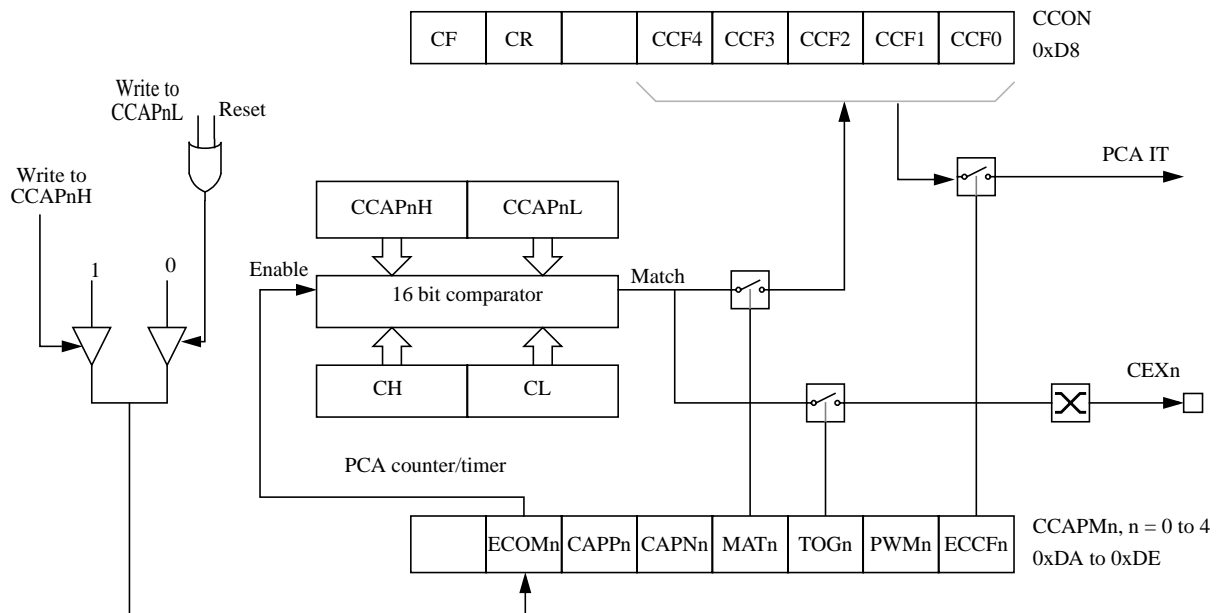 CF CR CCF4 CCF3 CCF2 CCF1 CCF0
CCON
0xD8
Write to
CCAPnL
Reset
Write to
CCAPnH
PCA IT
CCAPnH CCAPnL
1 0
Enable
16 bit comparator
Match
CH CL
CEXn
PCA counter/timer
ECOMn CAPPn CAPNn MATn TOGn PWMn ECCFn
CCAPMn, n = 0 to 4
0xDA to 0xDE